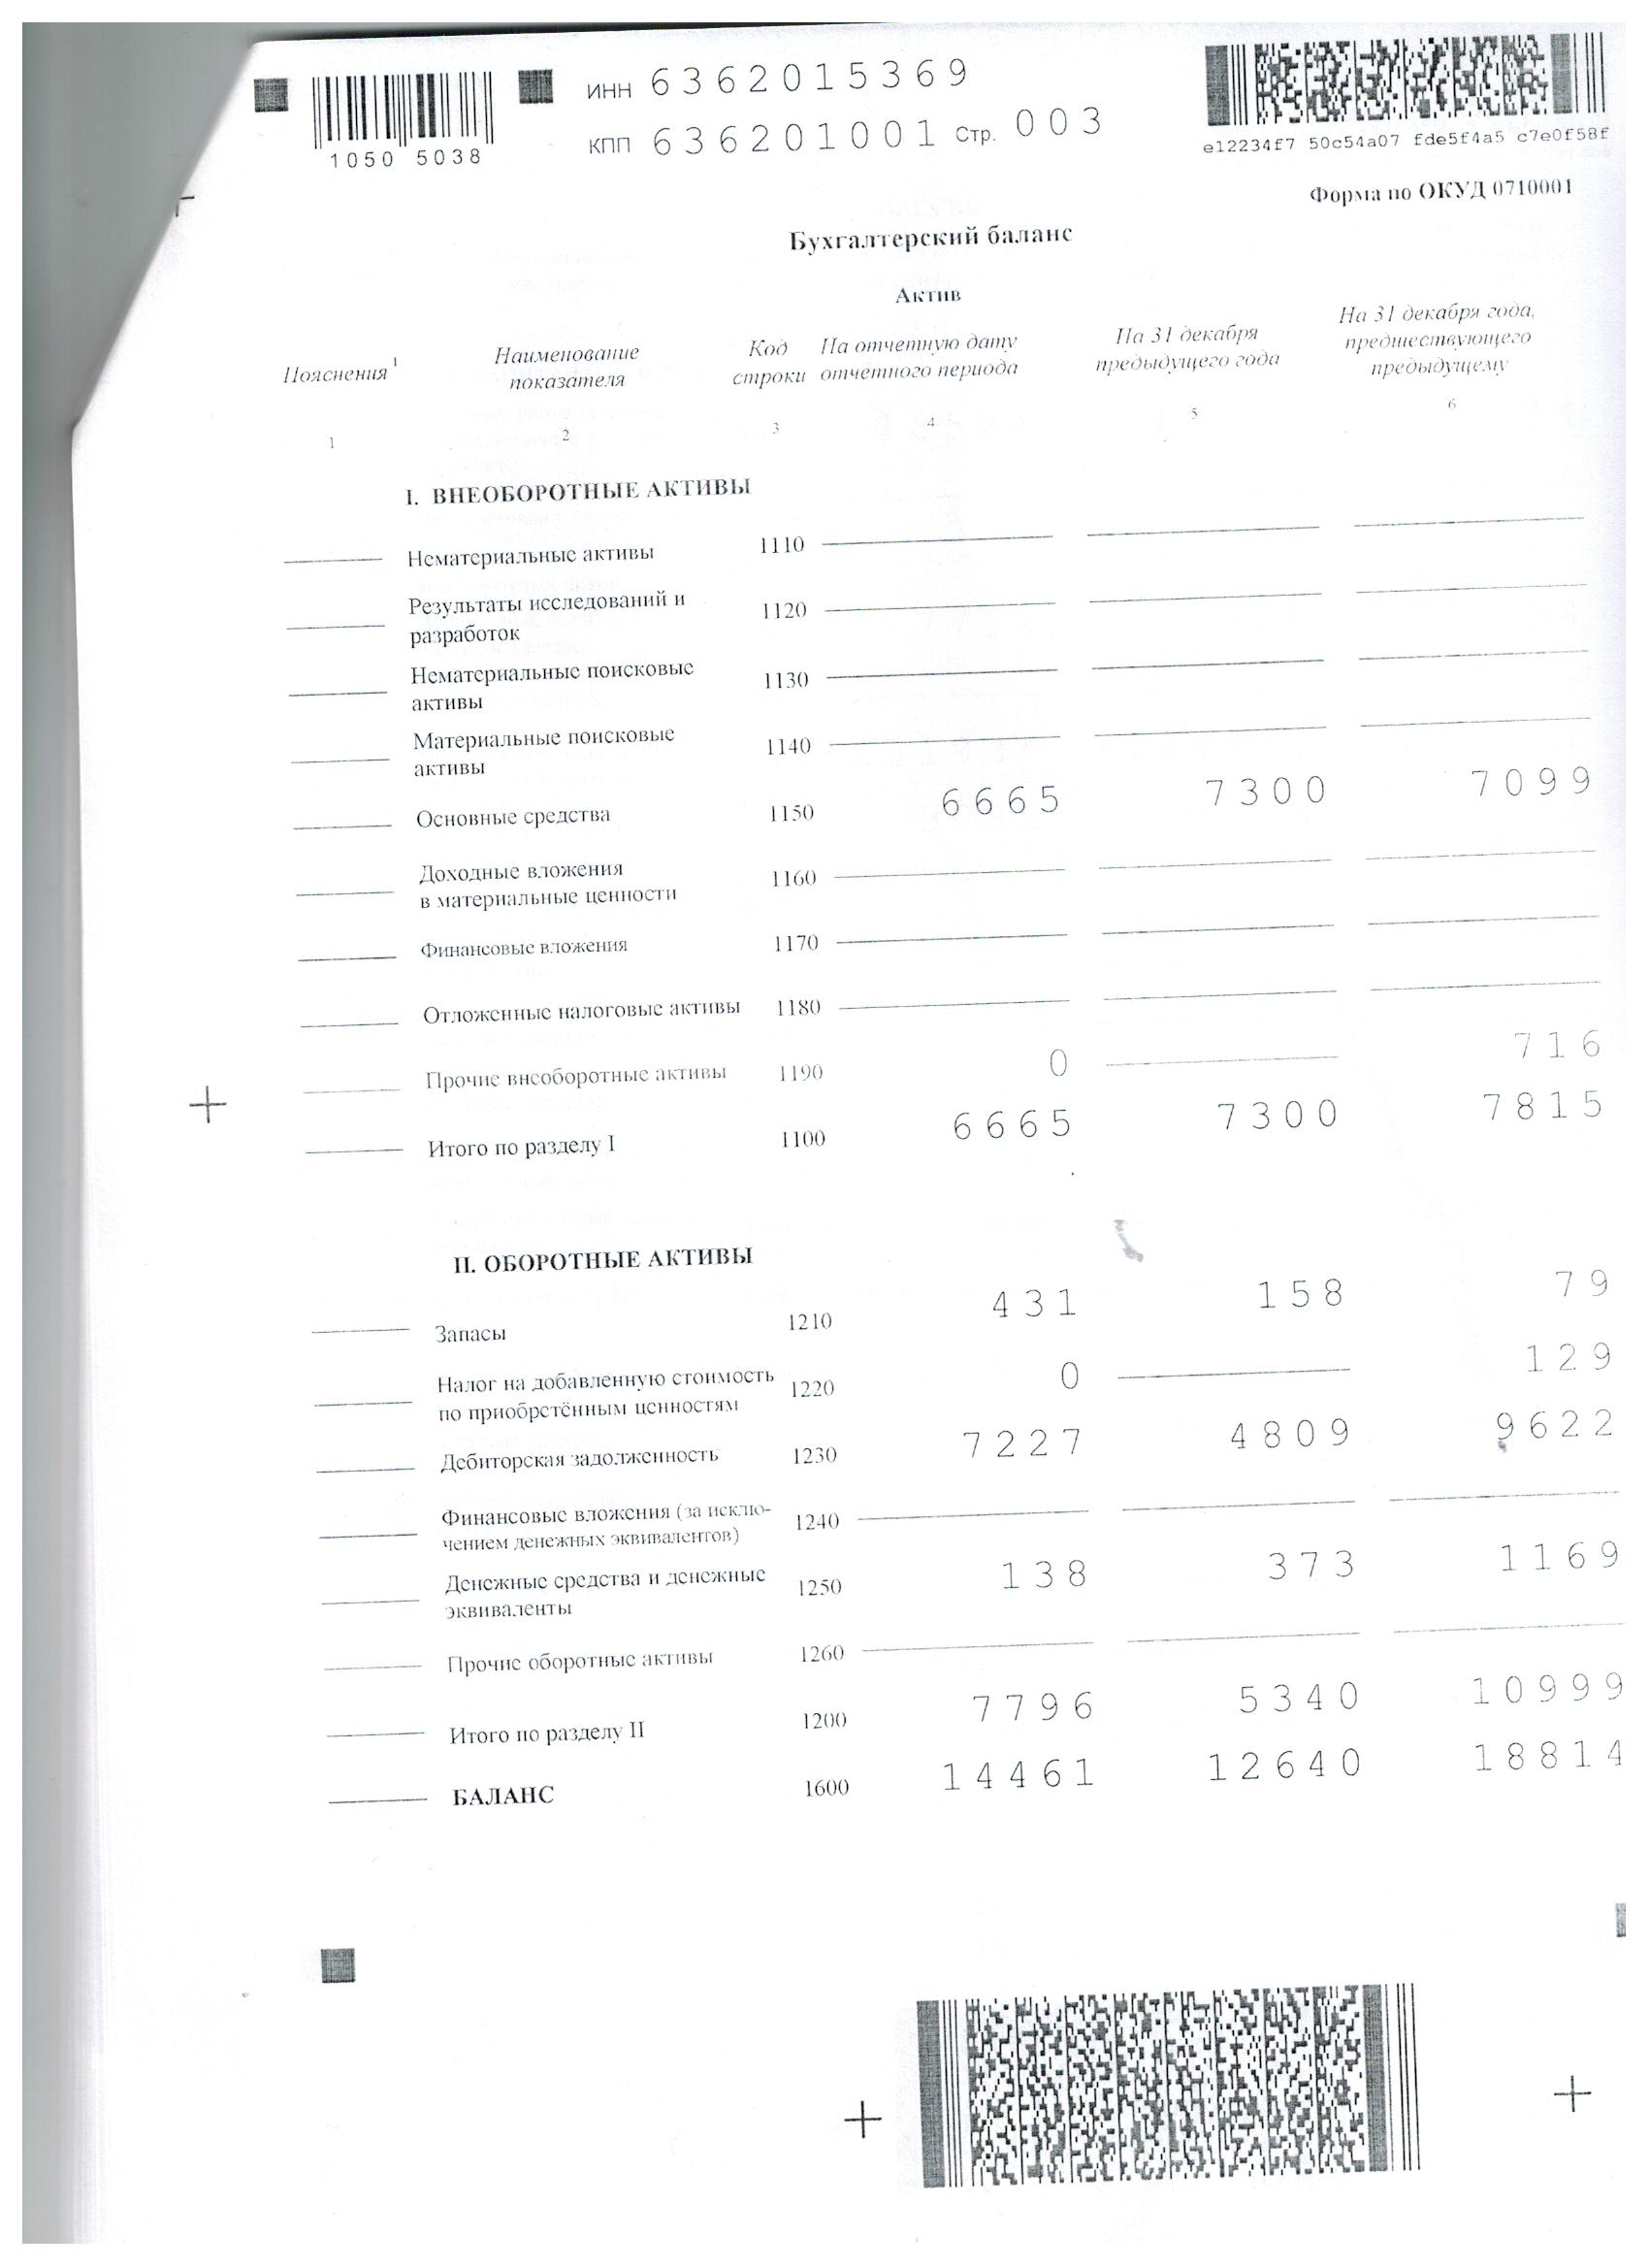 ИНН 6362015369
КПП 636201001 Стр. 003
1050 5038
e12234f7 50c54a07 fde5f4a5 c7e0f58f
Форма по ОКУД 0710001
Бухгалтерский баланс
Актив
Пояснения 1
Наименование показателя
Код строки
На отчетную дату отчетного периода
На 31 декабря предыдущего года
На 31 декабря года, предшествующего предыдущему
1 2 3 4 5 6
I. ВНЕОБОРОТНЫЕ АКТИВЫ
Нематериальные активы 1110
Результаты исследований и
разработок 1120
Нематериальные поисковые
активы 1130
Материальные поисковые
активы 1140
Основные средства 1150 6665 7300 7099
Доходные вложения
в материальные ценности 1160
Финансовые вложения 1170
Отложенные налоговые активы 1180
Прочие внеоборотные активы 1190 0 716
Итого по разделу I 1100 6665 7300 7815
II. ОБОРОТНЫЕ АКТИВЫ
Запасы 1210 431 158 79
Налог на добавленную стоимость
по приобретённым ценностям 1220 0 129
Дебиторская задолженность 1230 7227 4809 9622
Финансовые вложения (за исклю-
чением денежных эквивалентов) 1240
Денежные средства и денежные
эквиваленты 1250 138 373 1169
Прочие оборотные активы 1260
Итого по разделу II 1200 7796 5340 10999
БАЛАНС 1600 14461 12640 18814